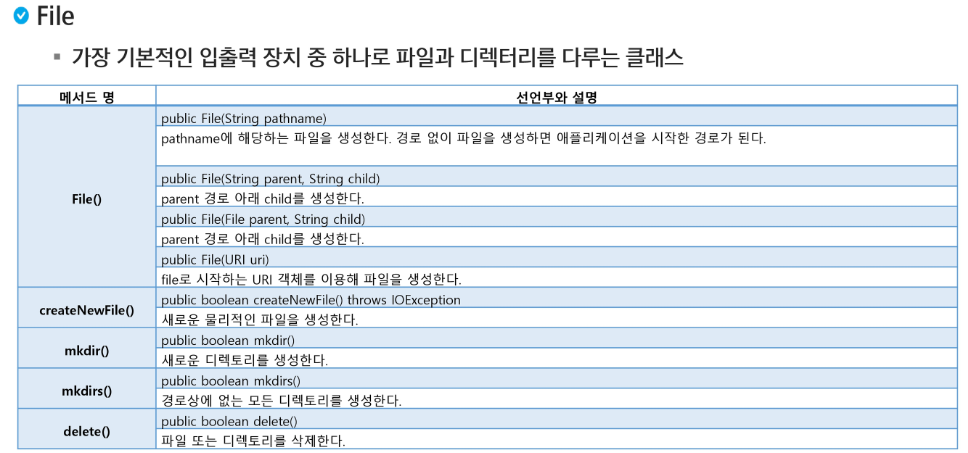 File
가장 기본적인 입출력 장치 중 하나로 파일과 디렉터리를 다루는 클래스
메서드 명 선언부와 설명
File()
public File(String pathname)
pathname에 해당하는 파일을 생성한다. 경로 없이 파일을 생성하면 애플리케이션을 시작한 경로가 된다.
public File(String parent, String child)
parent 경로 아래 child를 생성한다.
public File(File parent, String child)
parent 경로 아래 child를 생성한다.
public File(URI uri)
file로 시작하는 URI 객체를 이용해 파일을 생성한다.
createNewFile()
public boolean createNewFile() throws IOException
새로운 물리적인 파일을 생성한다.
mkdir()
public boolean mkdir()
새로운 디렉토리를 생성한다.
mkdirs()
public boolean mkdirs()
경로상에 없는 모든 디렉토리를 생성한다.
delete()
public boolean delete()
파일 또는 디렉토리를 삭제한다.